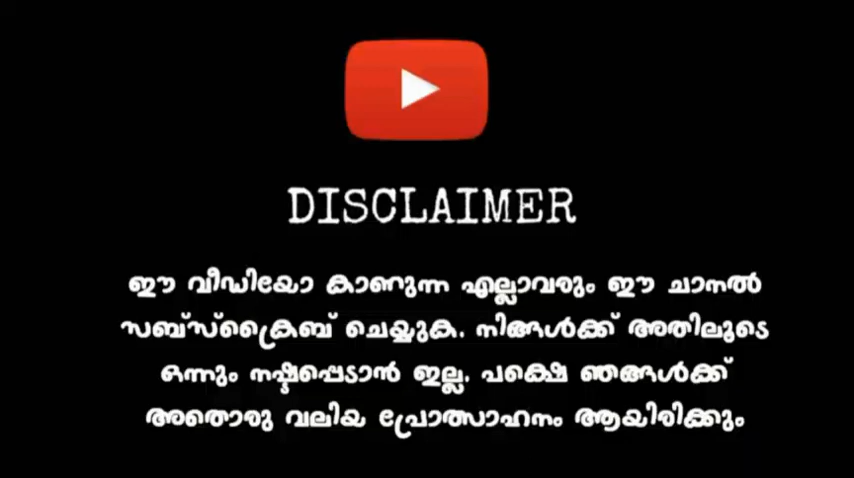 DISCLAIMER
ഈ വീഡിയോ കാണുന്ന എല്ലാവരും ഈ ചാനൽ
സബ്സ്ക്രൈബ് ചെയ്യുക. നിങ്ങൾക്ക് അതിലൂടെ
ഒന്നും നഷ്ടപ്പെടാൻ ഇല്ല. പക്ഷെ ഞങ്ങൾക്ക്
അതൊരു വലിയ പ്രോത്സാഹനം ആയിരിക്കും